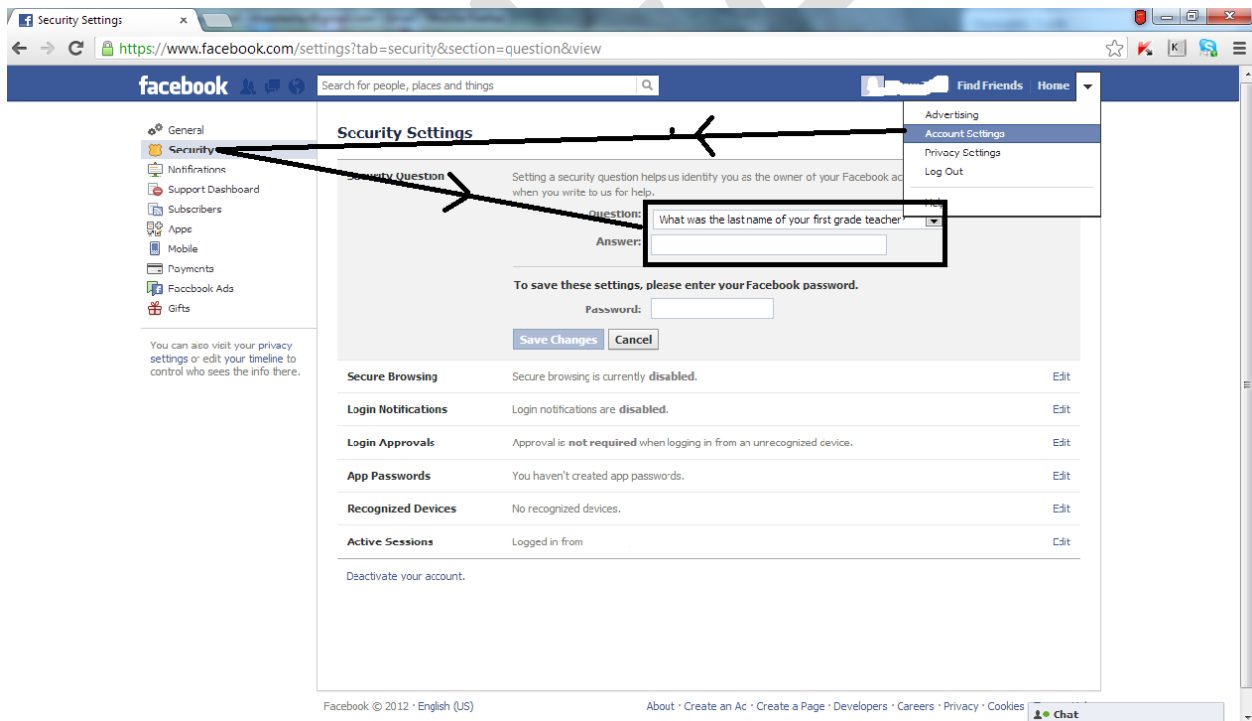 Security Settings
https://www.facebook.com/settings?tab=security&section=question&view
facebook
Search for people, places and things
Find Friends
Home
Advertising
Account Settings
Privacy Settings
Log Out
General
Security
Notifications
Support Dashboard
Subscribers
Apps
Mobile
Payments
Facebook Ads
Gifts
You can also visit your privacy
settings or edit your timeline to
control who sees the info there.
Security Settings
Security Question
Setting a security question helps us identify you as the owner of your Facebook ac
when you write to us for help.
Question:
What was the last name of your first grade teacher?
Answer:
To save these settings, please enter your Facebook password.
Password:
Save Changes
Cancel
Secure Browsing Secure browsing is currently disabled. Edit
Login Notifications Login notifications are disabled. Edit
Login Approvals Approval is not required when logging in from an unrecognized device. Edit
App Passwords You haven't created app passwords. Edit
Recognized Devices No recognized devices. Edit
Active Sessions Logged in from Edit
Deactivate your account.
Facebook © 2012 · English (US)
About · Create an Ad · Create a Page · Developers · Careers · Privacy · Cookies
Chat